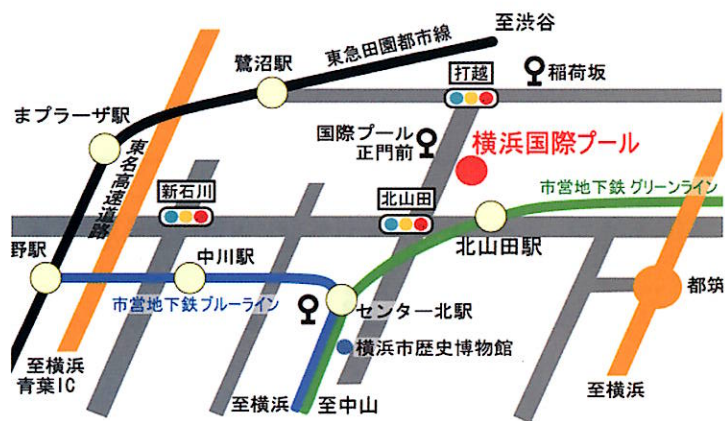 至渋谷
東急田園都市線
鷺沼駅
打越
稲荷坂
まプラーザ駅
国際プール
正門前
横浜国際プール
東名高速道路
新石川
北山田
市営地下鉄 グリーンライン
北山田駅
野駅
中川駅
市営地下鉄 ブルーライン
センター北駅
都筑
横浜市歴史博物館
至横浜
青葉IC
至横浜
至中山
至横浜